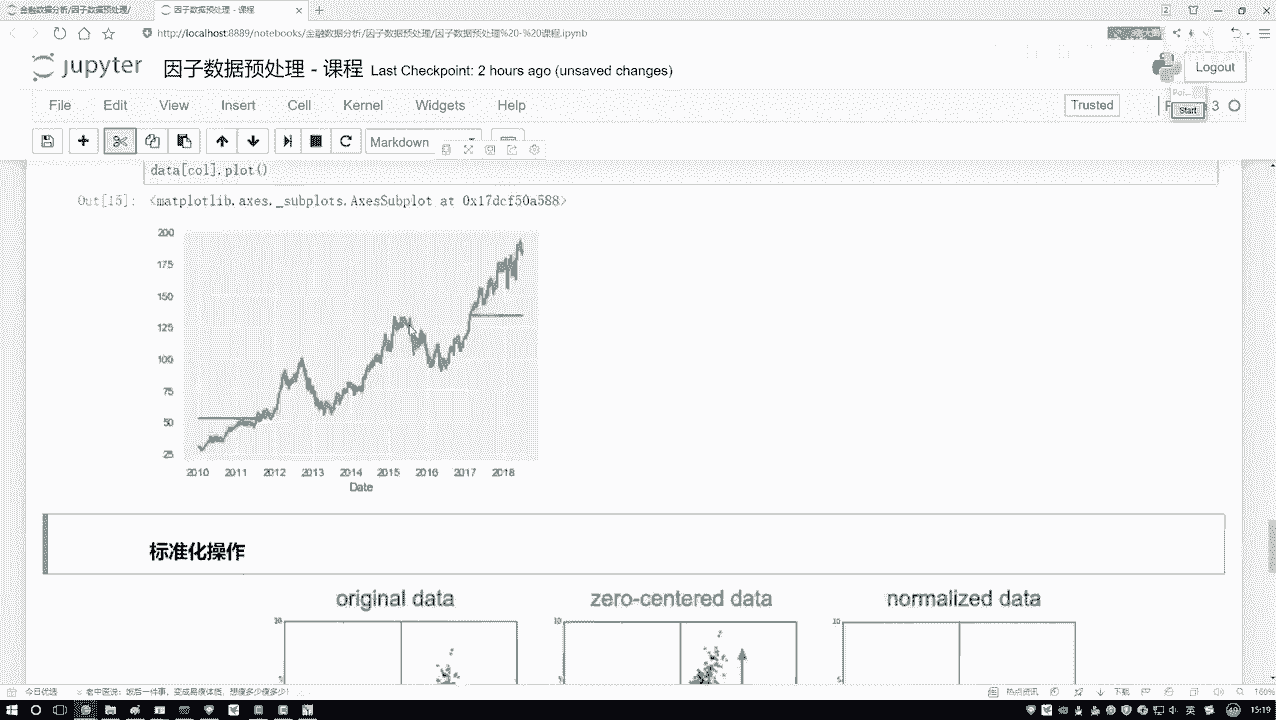 金融数据分析/因子数据预处理/
因子数据预处理 - 课程
http://localhost:8889/notebooks/金融数据分析/因子数据预处理/因子数据预处理%20-%20课程.ipynb
jupyter 因子数据预处理 - 课程 Last Checkpoint: 2 hours ago (unsaved changes)
Logout
File Edit View Insert Cell Kernel Widgets Help
Trusted
3
Start
Markdown
data[col].plot()
Out[15]: <matplotlib.axes._subplots.AxesSubplot at 0x17dcf50a588>
200
175
150
125
100
75
50
25
2010 2011 2012 2013 2014 2015 2016 2017 2018
Date
标准化操作
original data zero-centered data normalized data
10 10 10
5 5 5
今日优选
热点资讯
下载
166%
英
15:19